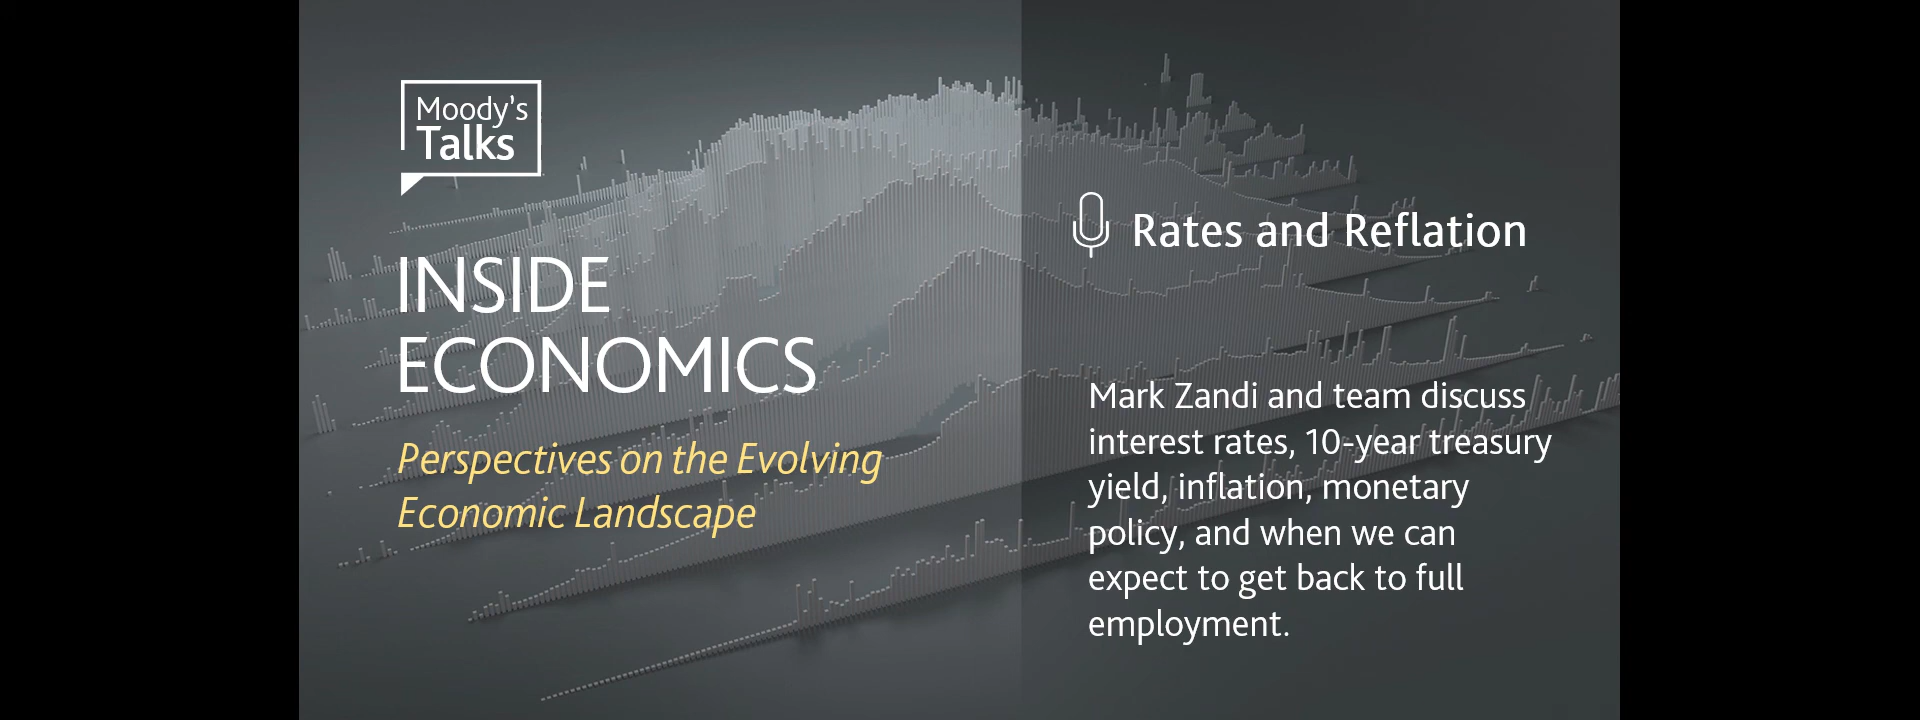 Moody's
Talks
INSIDE
ECONOMICS
Perspectives on the Evolving
Economic Landscape
Rates and Reflation
Mark Zandi and team discuss
interest rates, 10-year treasury
yield, inflation, monetary
policy, and when we can
expect to get back to full
employment.